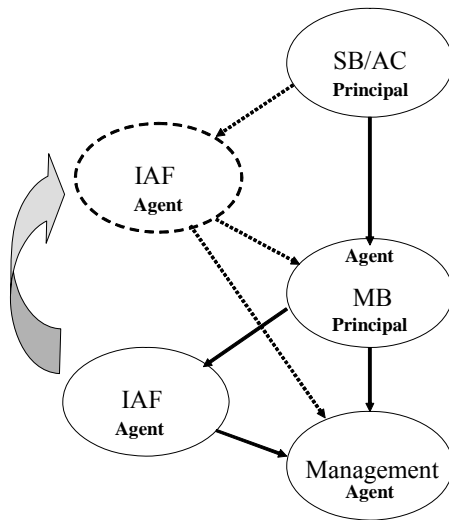 SB/AC
Principal
IAF
Agent
Agent
MB
Principal
IAF
Agent
Management
Agent